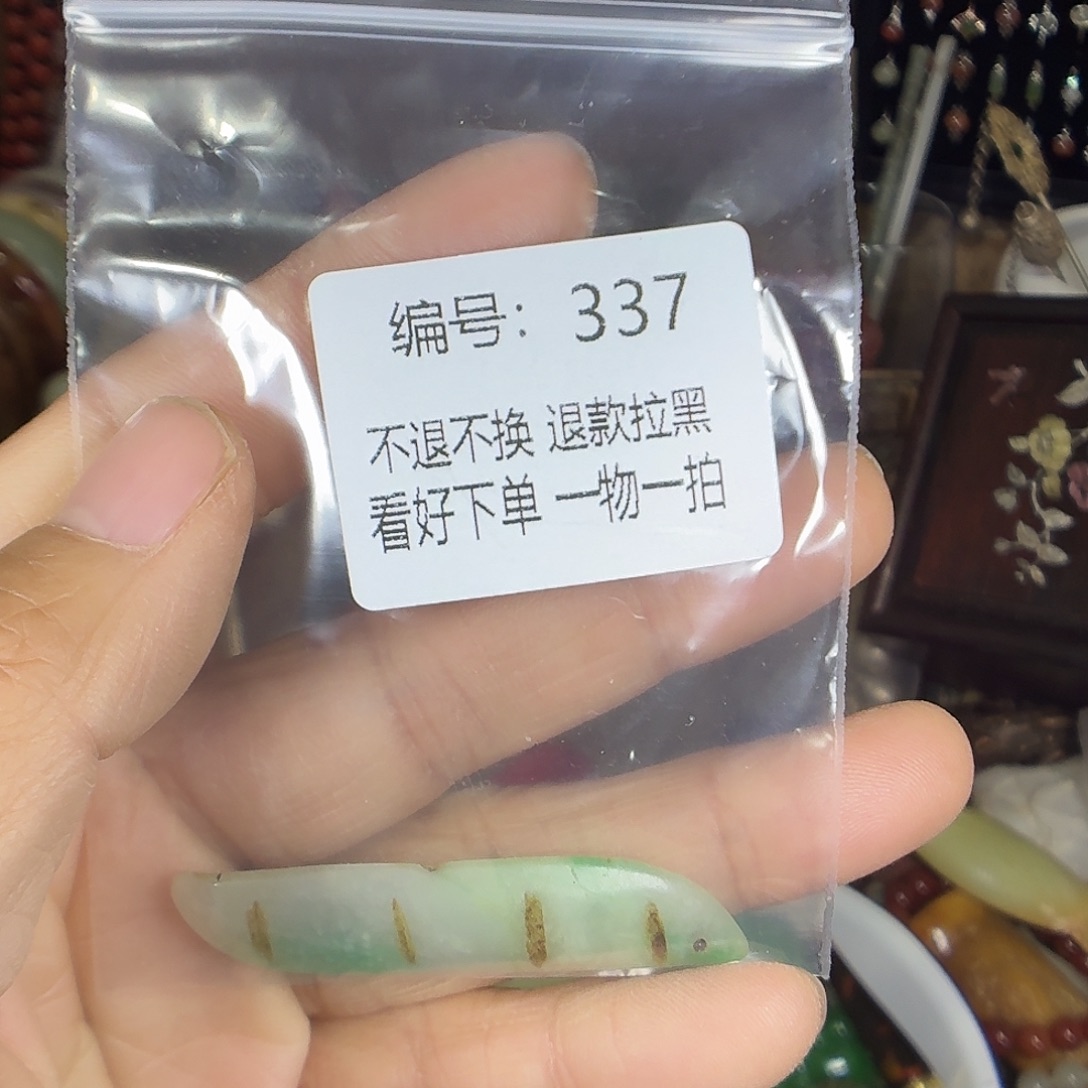 编号：337
不退不换 退款拉黑
看好下单 一物一拍